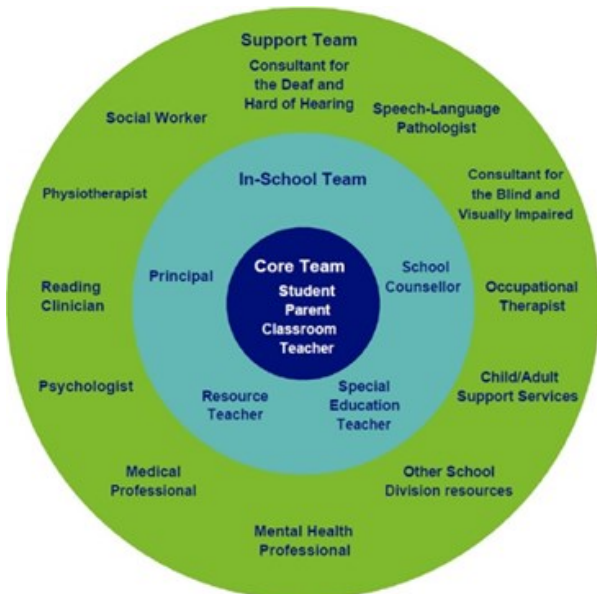 Support Team
Consultant for
the Deaf and
Hard of Hearing
Social Worker
Speech-Language
Pathologist
Physiotherapist
Consultant for
the Blind and
Visually Impaired
Reading
Clinician
Occupational
Therapist
Psychologist
Child/Adult
Support Services
Medical
Professional
Other School
Division resources
Mental Health
Professional
In-School Team
Principal
School
Counsellor
Resource
Teacher
Special
Education
Teacher
Core Team
Student
Parent
Classroom
Teacher